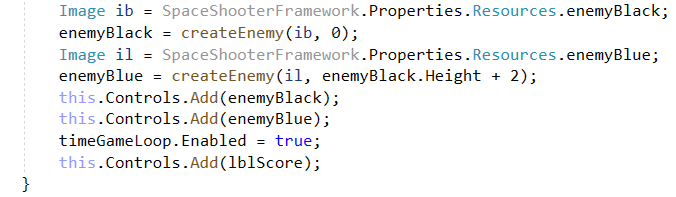 Image ib = SpaceShooterFramework.Properties.Resources.enemyBlack;
enemyBlack = createEnemy(ib, 0);
Image il = SpaceShooterFramework.Properties.Resources.enemyBlue;
enemyBlue = createEnemy(il, enemyBlack.Height + 2);
this.Controls.Add(enemyBlack);
this.Controls.Add(enemyBlue);
timeGameLoop.Enabled = true;
this.Controls.Add(lblScore);
}